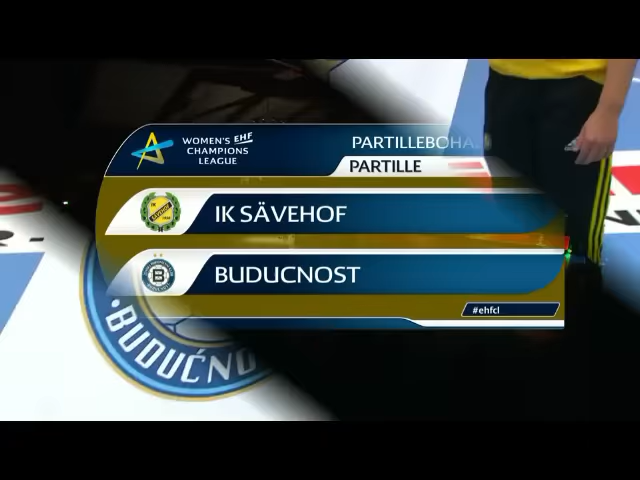 WOMEN'S EHF
CHAMPIONS
LEAGUE
PARTILLEBOHA
PARTILLE
IK SÄVEHOF
BUDUCNOST
B
#ehfcl
BUDUĆNO